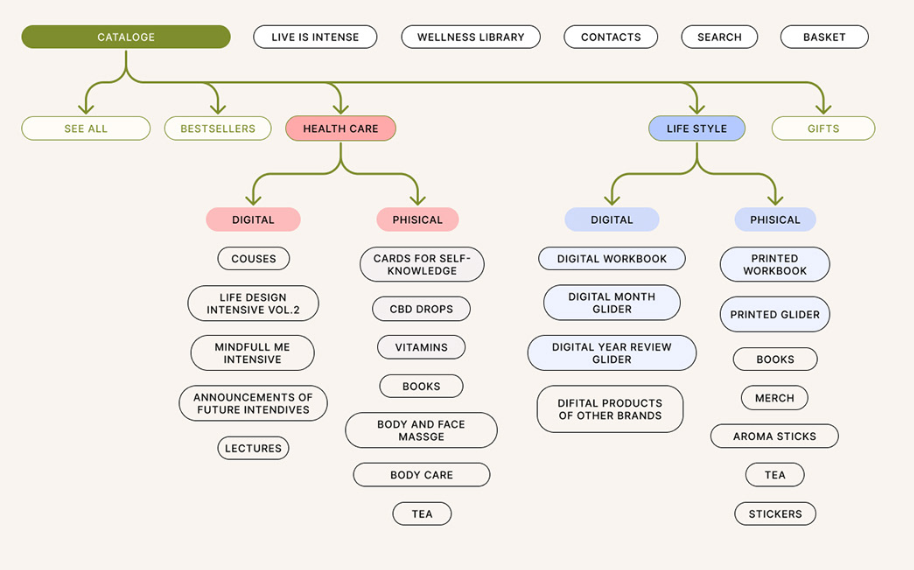 CATALOGE
LIVE IS INTENSE
WELLNESS LIBRARY
CONTACTS
SEARCH
BASKET
SEE ALL
BESTSELLERS
HEALTH CARE
LIFE STYLE
GIFTS
DIGITAL
COUSES
LIFE DESIGN
INTENSIVE VOL.2
MINDFULL ME
INTENSIVE
ANNOUNCEMENTS OF
FUTURE INTENDIVES
LECTURES
PHISICAL
CARDS FOR SELF-
KNOWLEDGE
CBD DROPS
VITAMINS
BOOKS
BODY AND FACE
MASSGE
BODY CARE
TEA
DIGITAL
DIGITAL WORKBOOK
DIGITAL MONTH
GLIDER
DIGITAL YEAR REVIEW
GLIDER
DIFITAL PRODUCTS
OF OTHER BRANDS
PHISICAL
PRINTED
WORKBOOK
PRINTED GLIDER
BOOKS
MERCH
AROMA STICKS
TEA
STICKERS